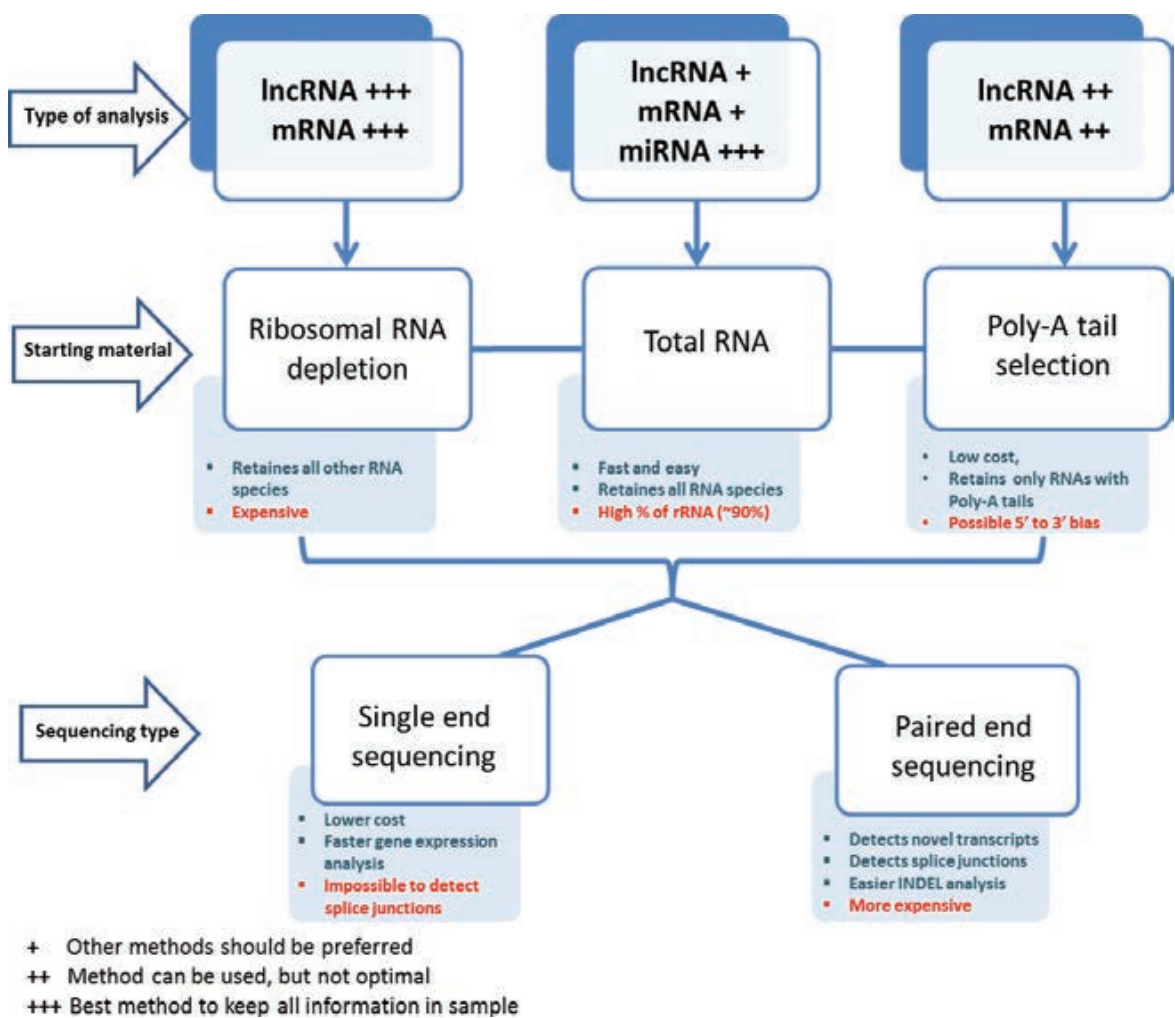 Type of analysis
lncRNA +++
mRNA +++
lncRNA +
mRNA +
miRNA +++
lncRNA ++
mRNA ++
Starting material
Ribosomal RNA
depletion
Total RNA
Poly-A tail
selection
▪ Retaines all other RNA
species
▪ Expensive
▪ Fast and easy
▪ Retaines all RNA species
▪ High % of rRNA (~90%)
• Low cost,
• Retains only RNAs with
Poly-A tails
• Possible 5' to 3' bias
Sequencing type
Single end
sequencing
Paired end
sequencing
▪ Lower cost
▪ Faster gene expression
analysis
▪ Impossible to detect
splice junctions
▪ Detects novel transcripts
▪ Detects splice junctions
▪ Easier INDEL analysis
▪ More expensive
+ Other methods should be preferred
++ Method can be used, but not optimal
+++ Best method to keep all information in sample